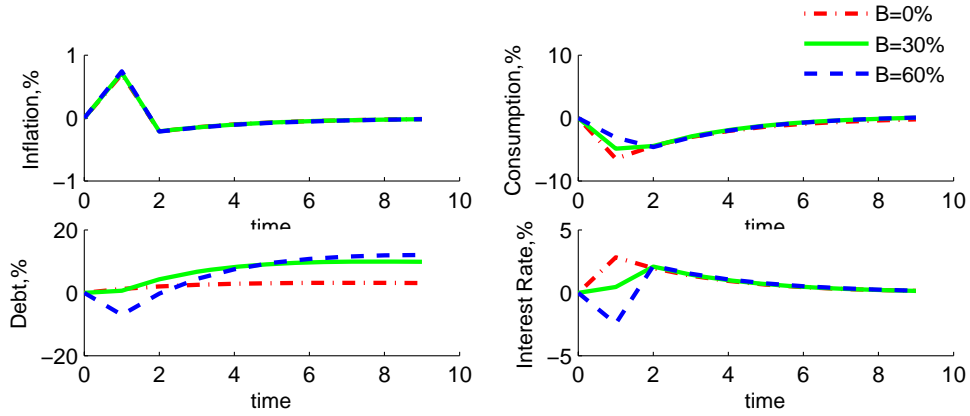 B=0%
B=30%
B=60%
1
0
−1
Inflation,%
0 2 4 6 8 10
time
10
0
−10
Consumption,%
0 2 4 6 8 10
time
20
0
−20
Debt,%
0 2 4 6 8 10
time
5
0
−5
Interest Rate,%
0 2 4 6 8 10
time